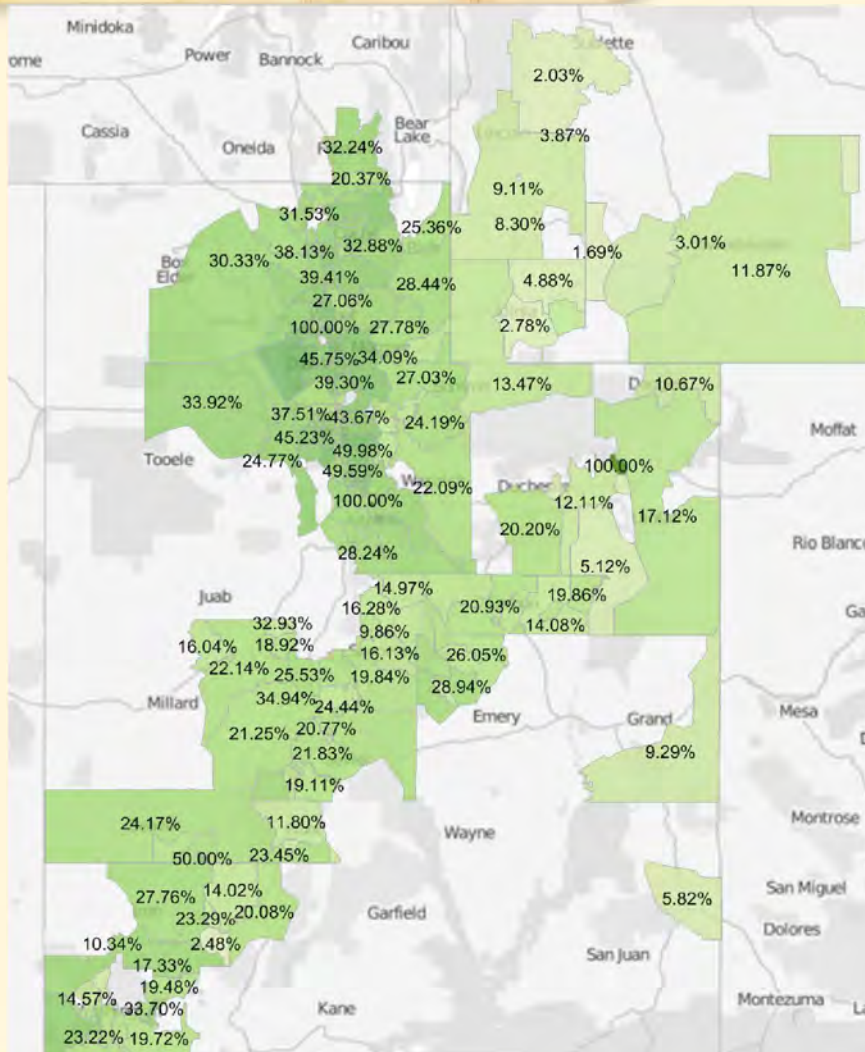 Minidoka
Caribou
Power
Bannock
Sublette
ome
2.03%
Cassia
Bear
Lake
Oneida
32.24%
3.87%
20.37%
9.11%
31.53%
25.36%
8.30%
3.01%
38.13%
32.88%
1.69%
30.33%
Box
Elder
11.87%
39.41%
28.44%
4.88%
27.06%
100.00%
27.78%
2.78%
45.75%
34.09%
27.03%
39.30%
13.47%
10.67%
33.92%
37.51%
43.67%
24.19%
Moffat
45.23%
49.98%
Tooele
24.77%
49.59%
100.00%
22.09%
100.00%
12.11%
17.12%
20.20%
Rio Blanco
28.24%
5.12%
14.97%
Juab
16.28%
20.93%
19.86%
32.93%
9.86%
14.08%
16.04%
18.92%
16.13%
26.05%
22.14%
25.53%
19.84%
28.94%
Millard
34.94%
24.44%
Emery
Grand
Mesa
21.25%
20.77%
21.83%
9.29%
19.11%
24.17%
11.80%
Wayne
Montrose
50.00%
23.45%
27.76%
14.02%
5.82%
San Miguel
23.29%
20.08%
Garfield
Dolores
10.34%
2.48%
17.33%
San Juan
19.48%
14.57%
33.70%
Kane
Montezuma
La
23.22%
19.72%